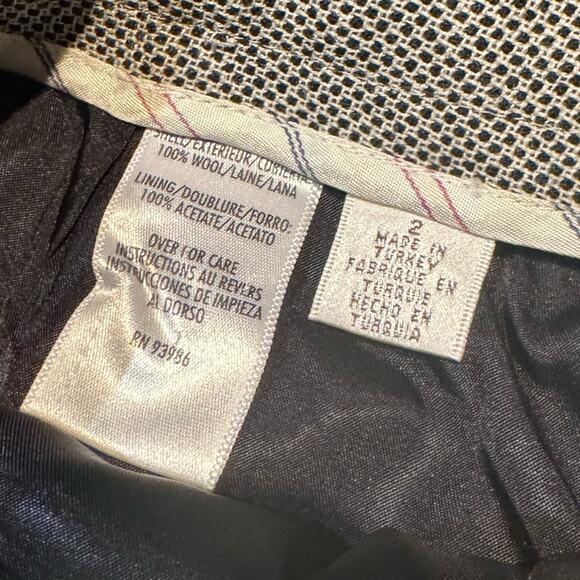 SHELL/EXTERIEUR/CUBIERTA
100% WOOL/LAINE/LANA
LINING/DOUBLURE/FORRO:
100% ACETATE/ACETATO
OVER FOR CARE
INSTRUCTIONS AU REVERS
INSTRUCCIONES DE IMPIEZA
AL DORSO
RN 93986
2
MADE IN
TURKEY
FABRIQUE EN
TURQUIE
HECHO EN
TURQUIA